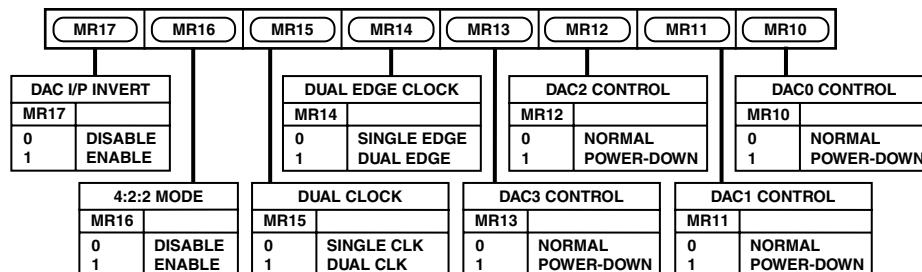 MR17 MR16 MR15 MR14 MR13 MR12 MR11 MR10
DAC I/P INVERT
MR17
0 DISABLE
1 ENABLE
DUAL EDGE CLOCK
MR14
0 SINGLE EDGE
1 DUAL EDGE
DAC2 CONTROL
MR12
0 NORMAL
1 POWER-DOWN
DAC0 CONTROL
MR10
0 NORMAL
1 POWER-DOWN
4:2:2 MODE
MR16
0 DISABLE
1 ENABLE
DUAL CLOCK
MR15
0 SINGLE CLK
1 DUAL CLK
DAC3 CONTROL
MR13
0 NORMAL
1 POWER-DOWN
DAC1 CONTROL
MR11
0 NORMAL
1 POWER-DOWN